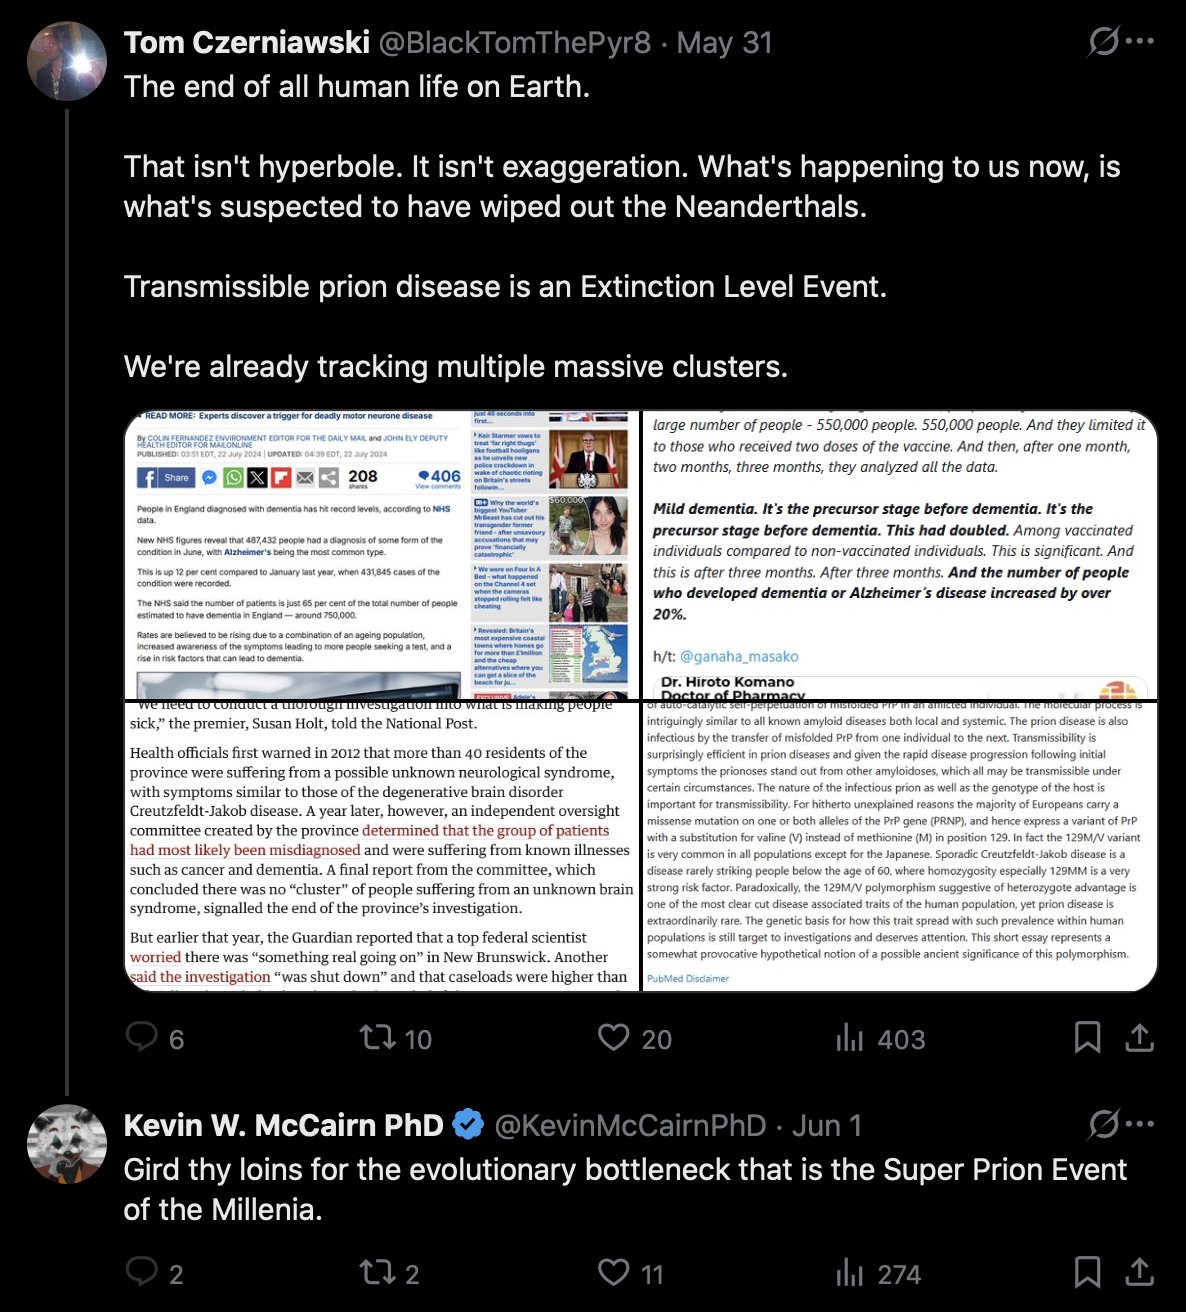 Tom Czerniawski @BlackTomThePyr8 · May 31
The end of all human life on Earth.
That isn't hyperbole. It isn't exaggeration. What's happening to us now, is
what's suspected to have wiped out the Neanderthals.
Transmissible prion disease is an Extinction Level Event.
We're already tracking multiple massive clusters.
READ MORE: Experts discover a trigger for deadly motor neurone disease
By COLIN FERNANDEZ ENVIRONMENT EDITOR FOR THE DAILY MAIL and JOHN ELY DEPUTY
HEALTH EDITOR FOR MAILONLINE
PUBLISHED: 03:51 EDT, 22 July 2024 | UPDATED: 04:39 EDT, 22 July 2024
Share
208
shares
406
View comments
People in England diagnosed with dementia has hit record levels, according to NHS
data.
New NHS figures reveal that 487,432 people had a diagnosis of some form of the
condition in June, with Alzheimer's being the most common type.
This is up 12 per cent compared to January last year, when 431,845 cases of the
condition were recorded.
The NHS said the number of patients is just 65 per cent of the total number of people
estimated to have dementia in England — around 750,000.
Rates are believed to be rising due to a combination of an ageing population,
increased awareness of the symptoms leading to more people seeking a test, and a
rise in risk factors that can lead to dementia.
just 46 seconds into
first...
Keir Starmer vows to
treat 'far right thugs'
like football hooligans
as he unveils new
police crackdown in
wake of chaotic rioting
on Britain's streets
followin...
Why the world's
biggest YouTuber
MrBeast has cut out his
transgender former
friend - after unsavoury
accusations that may
prove 'financially
catastrophic'
$60,000
We were on Four In A
Bed - what happened
on the Channel 4 set
when the cameras
stopped rolling felt like
cheating
Revealed: Britain's
most expensive coastal
towns where homes go
for more than £1million
and the cheap
alternatives where you
can get a slice of the
beach for ju...
EXCLUSIVE Adele's
large number of people - 550,000 people. 550,000 people. And they limited it
to those who received two doses of the vaccine. And then, after one month,
two months, three months, they analyzed all the data.
Mild dementia. It's the precursor stage before dementia. It's the
precursor stage before dementia. This had doubled. Among vaccinated
individuals compared to non-vaccinated individuals. This is significant. And
this is after three months. After three months. And the number of people
who developed dementia or Alzheimer's disease increased by over
20%.
h/t: @ganaha_masako
Dr. Hiroto Komano
Doctor of Pharmacy
"We need to conduct a thorough investigation into what is making people
sick," the premier, Susan Holt, told the National Post.
Health officials first warned in 2012 that more than 40 residents of the
province were suffering from a possible unknown neurological syndrome,
with symptoms similar to those of the degenerative brain disorder
Creutzfeldt-Jakob disease. A year later, however, an independent oversight
committee created by the province determined that the group of patients
had most likely been misdiagnosed and were suffering from known illnesses
such as cancer and dementia. A final report from the committee, which
concluded there was no "cluster" of people suffering from an unknown brain
syndrome, signalled the end of the province's investigation.
But earlier that year, the Guardian reported that a top federal scientist
worried there was "something real going on" in New Brunswick. Another
said the investigation "was shut down" and that caseloads were higher than
of auto-catalytic self-perpetuation of misfolded PrP in an afflicted individual. The molecular process is
intriguingly similar to all known amyloid diseases both local and systemic. The prion disease is also
infectious by the transfer of misfolded PrP from one individual to the next. Transmissibility is
surprisingly efficient in prion diseases and given the rapid disease progression following initial
symptoms the prionoses stand out from other amyloidoses, which all may be transmissible under
certain circumstances. The nature of the infectious prion as well as the genotype of the host is
important for transmissibility. For hitherto unexplained reasons the majority of Europeans carry a
missense mutation on one or both alleles of the PrP gene (PRNP), and hence express a variant of PrP
with a substitution for valine (V) instead of methionine (M) in position 129. In fact the 129M/V variant
is very common in all populations except for the Japanese. Sporadic Creutzfeldt-Jakob disease is a
disease rarely striking people below the age of 60, where homozygosity especially 129MM is a very
strong risk factor. Paradoxically, the 129M/V polymorphism suggestive of heterozygote advantage is
one of the most clear cut disease associated traits of the human population, yet prion disease is
extraordinarily rare. The genetic basis for how this trait spread with such prevalence within human
populations is still target to investigations and deserves attention. This short essay represents a
somewhat provocative hypothetical notion of a possible ancient significance of this polymorphism.
PubMed Disclaimer
6
10
20
403
Kevin W. McCairn PhD @KevinMcCairnPhD · Jun 1
Gird thy loins for the evolutionary bottleneck that is the Super Prion Event
of the Millenia.
2
2
11
274